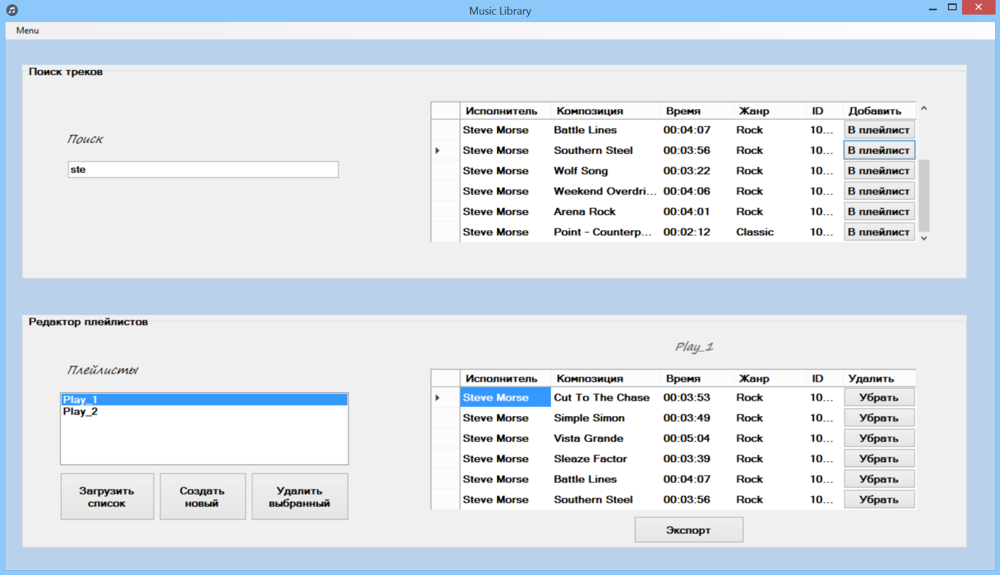 Music Library
Menu
Поиск треков
Поиск
ste
Исполнитель Композиция Время Жанр ID Добавить
Steve Morse Battle Lines 00:04:07 Rock 10... В плейлист
Steve Morse Southern Steel 00:03:56 Rock 10... В плейлист
Steve Morse Wolf Song 00:03:22 Rock 10... В плейлист
Steve Morse Weekend Overdri... 00:04:06 Rock 10... В плейлист
Steve Morse Arena Rock 00:04:01 Rock 10... В плейлист
Steve Morse Point - Counterp... 00:02:12 Classic 10... В плейлист
Редактор плейлистов
Плейлисты
Play_1
Play_2
Загрузить
список
Создать
новый
Удалить
выбранный
Play_1
Исполнитель Композиция Время Жанр ID Удалить
Steve Morse Cut To The Chase 00:03:53 Rock 10... Убрать
Steve Morse Simple Simon 00:03:49 Rock 10... Убрать
Steve Morse Vista Grande 00:05:04 Rock 10... Убрать
Steve Morse Sleaze Factor 00:03:39 Rock 10... Убрать
Steve Morse Battle Lines 00:04:07 Rock 10... Убрать
Steve Morse Southern Steel 00:03:56 Rock 10... Убрать
Экспорт